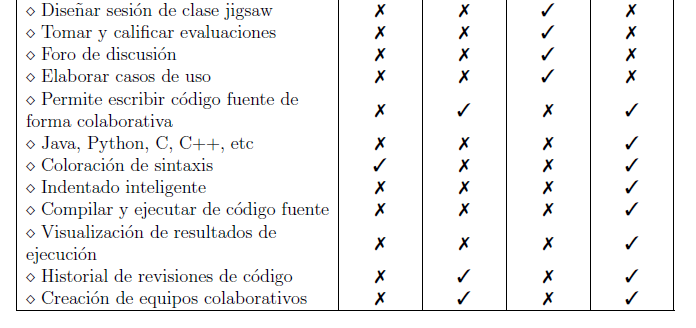 ⋄ Diseñar sesión de clase jigsaw ✗ ✗ ✓ ✗
⋄ Tomar y calificar evaluaciones ✗ ✗ ✓ ✗
⋄ Foro de discusión ✗ ✗ ✓ ✗
⋄ Elaborar casos de uso ✗ ✗ ✓ ✗
⋄ Permite escribir código fuente de
forma colaborativa ✗ ✓ ✗ ✓
⋄ Java, Python, C, C++, etc ✗ ✗ ✗ ✓
⋄ Coloración de sintaxis ✓ ✗ ✗ ✓
⋄ Indentado inteligente ✗ ✗ ✗ ✓
⋄ Compilar y ejecutar de código fuente ✗ ✗ ✗ ✓
⋄ Visualización de resultados de
ejecución ✗ ✗ ✗ ✓
⋄ Historial de revisiones de código ✗ ✓ ✗ ✓
⋄ Creación de equipos colaborativos ✗ ✓ ✗ ✓